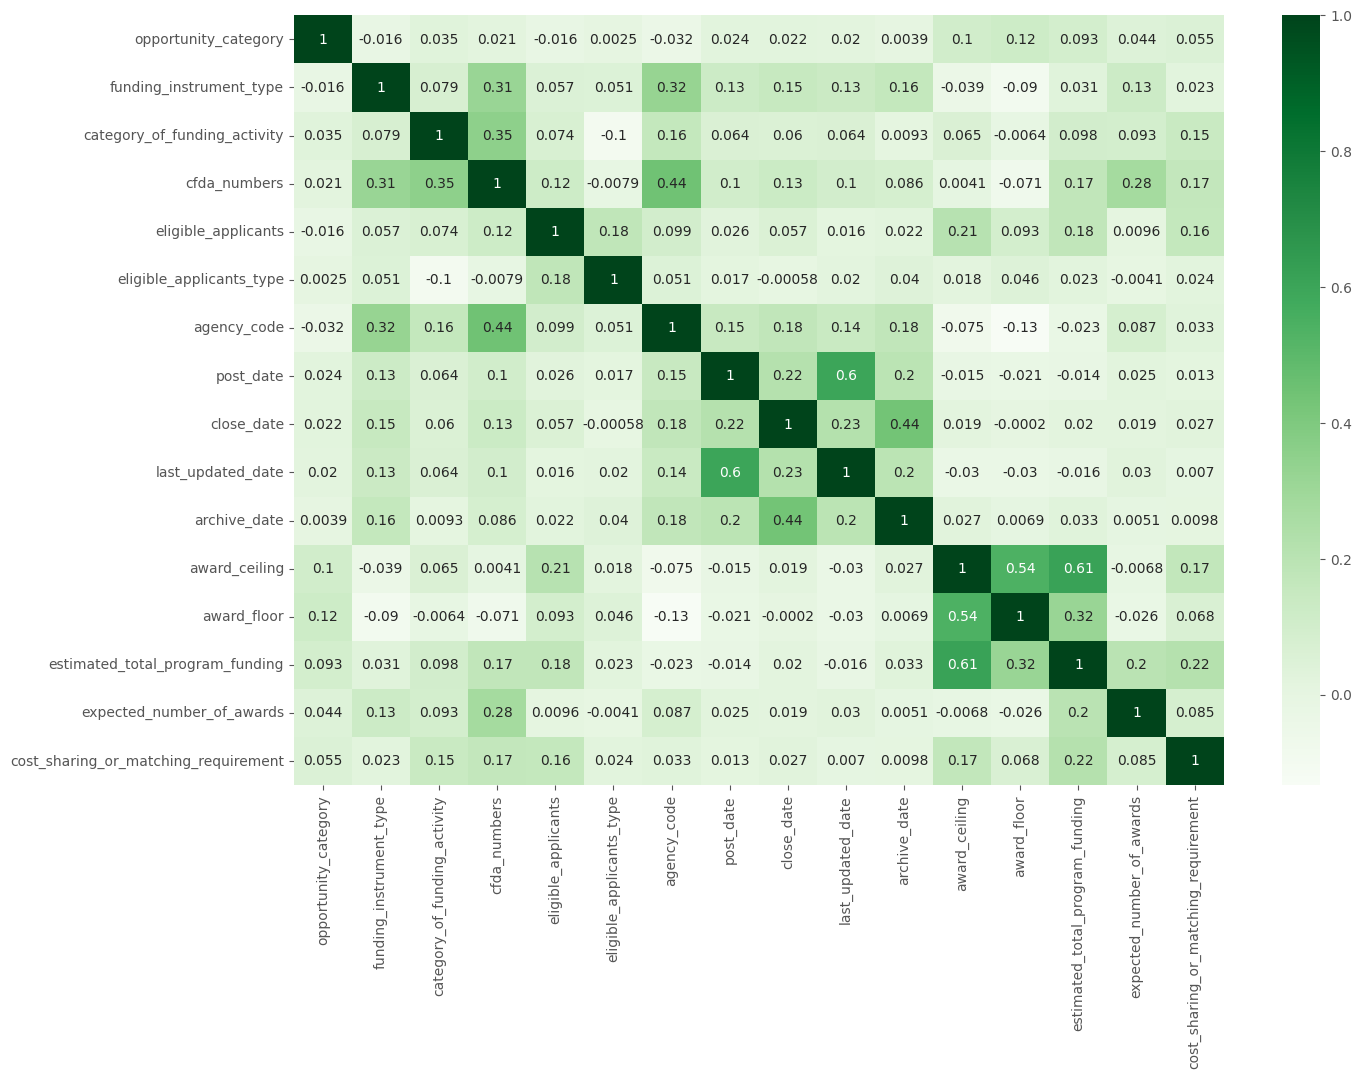 opportunity_category 1 -0.016 0.035 0.021 -0.016 0.0025 -0.032 0.024 0.022 0.02 0.0039 0.1 0.12 0.093 0.044 0.055
funding_instrument_type -0.016 1 0.079 0.31 0.057 0.051 0.32 0.13 0.15 0.13 0.16 -0.039 -0.09 0.031 0.13 0.023
category_of_funding_activity 0.035 0.079 1 0.35 0.074 -0.1 0.16 0.064 0.06 0.064 0.0093 0.065 -0.0064 0.098 0.093 0.15
cfda_numbers 0.021 0.31 0.35 1 0.12 -0.0079 0.44 0.1 0.13 0.1 0.086 0.0041 -0.071 0.17 0.28 0.17
eligible_applicants -0.016 0.057 0.074 0.12 1 0.18 0.099 0.026 0.057 0.016 0.022 0.21 0.093 0.18 0.0096 0.16
eligible_applicants_type 0.0025 0.051 -0.1 -0.0079 0.18 1 0.051 0.017 -0.00058 0.02 0.04 0.018 0.046 0.023 -0.0041 0.024
agency_code -0.032 0.32 0.16 0.44 0.099 0.051 1 0.15 0.18 0.14 0.18 -0.075 -0.13 -0.023 0.087 0.033
post_date 0.024 0.13 0.064 0.1 0.026 0.017 0.15 1 0.22 0.6 0.2 -0.015 -0.021 -0.014 0.025 0.013
close_date 0.022 0.15 0.06 0.13 0.057 -0.00058 0.18 0.22 1 0.23 0.44 0.019 -0.0002 0.02 0.019 0.027
last_updated_date 0.02 0.13 0.064 0.1 0.016 0.02 0.14 0.6 0.23 1 0.2 -0.03 -0.03 -0.016 0.03 0.007
archive_date 0.0039 0.16 0.0093 0.086 0.022 0.04 0.18 0.2 0.44 0.2 1 0.027 0.0069 0.033 0.0051 0.0098
award_ceiling 0.1 -0.039 0.065 0.0041 0.21 0.018 -0.075 -0.015 0.019 -0.03 0.027 1 0.54 0.61 -0.0068 0.17
award_floor 0.12 -0.09 -0.0064 -0.071 0.093 0.046 -0.13 -0.021 -0.0002 -0.03 0.0069 0.54 1 0.32 -0.026 0.068
estimated_total_program_funding 0.093 0.031 0.098 0.17 0.18 0.023 -0.023 -0.014 0.02 -0.016 0.033 0.61 0.32 1 0.2 0.22
expected_number_of_awards 0.044 0.13 0.093 0.28 0.0096 -0.0041 0.087 0.025 0.019 0.03 0.0051 -0.0068 -0.026 0.2 1 0.085
cost_sharing_or_matching_requirement 0.055 0.023 0.15 0.17 0.16 0.024 0.033 0.013 0.027 0.007 0.0098 0.17 0.068 0.22 0.085 1
opportunity_category
funding_instrument_type
category_of_funding_activity
cfda_numbers
eligible_applicants
eligible_applicants_type
agency_code
post_date
close_date
last_updated_date
archive_date
award_ceiling
award_floor
estimated_total_program_funding
expected_number_of_awards
cost_sharing_or_matching_requirement
1.0
0.8
0.6
0.4
0.2
0.0